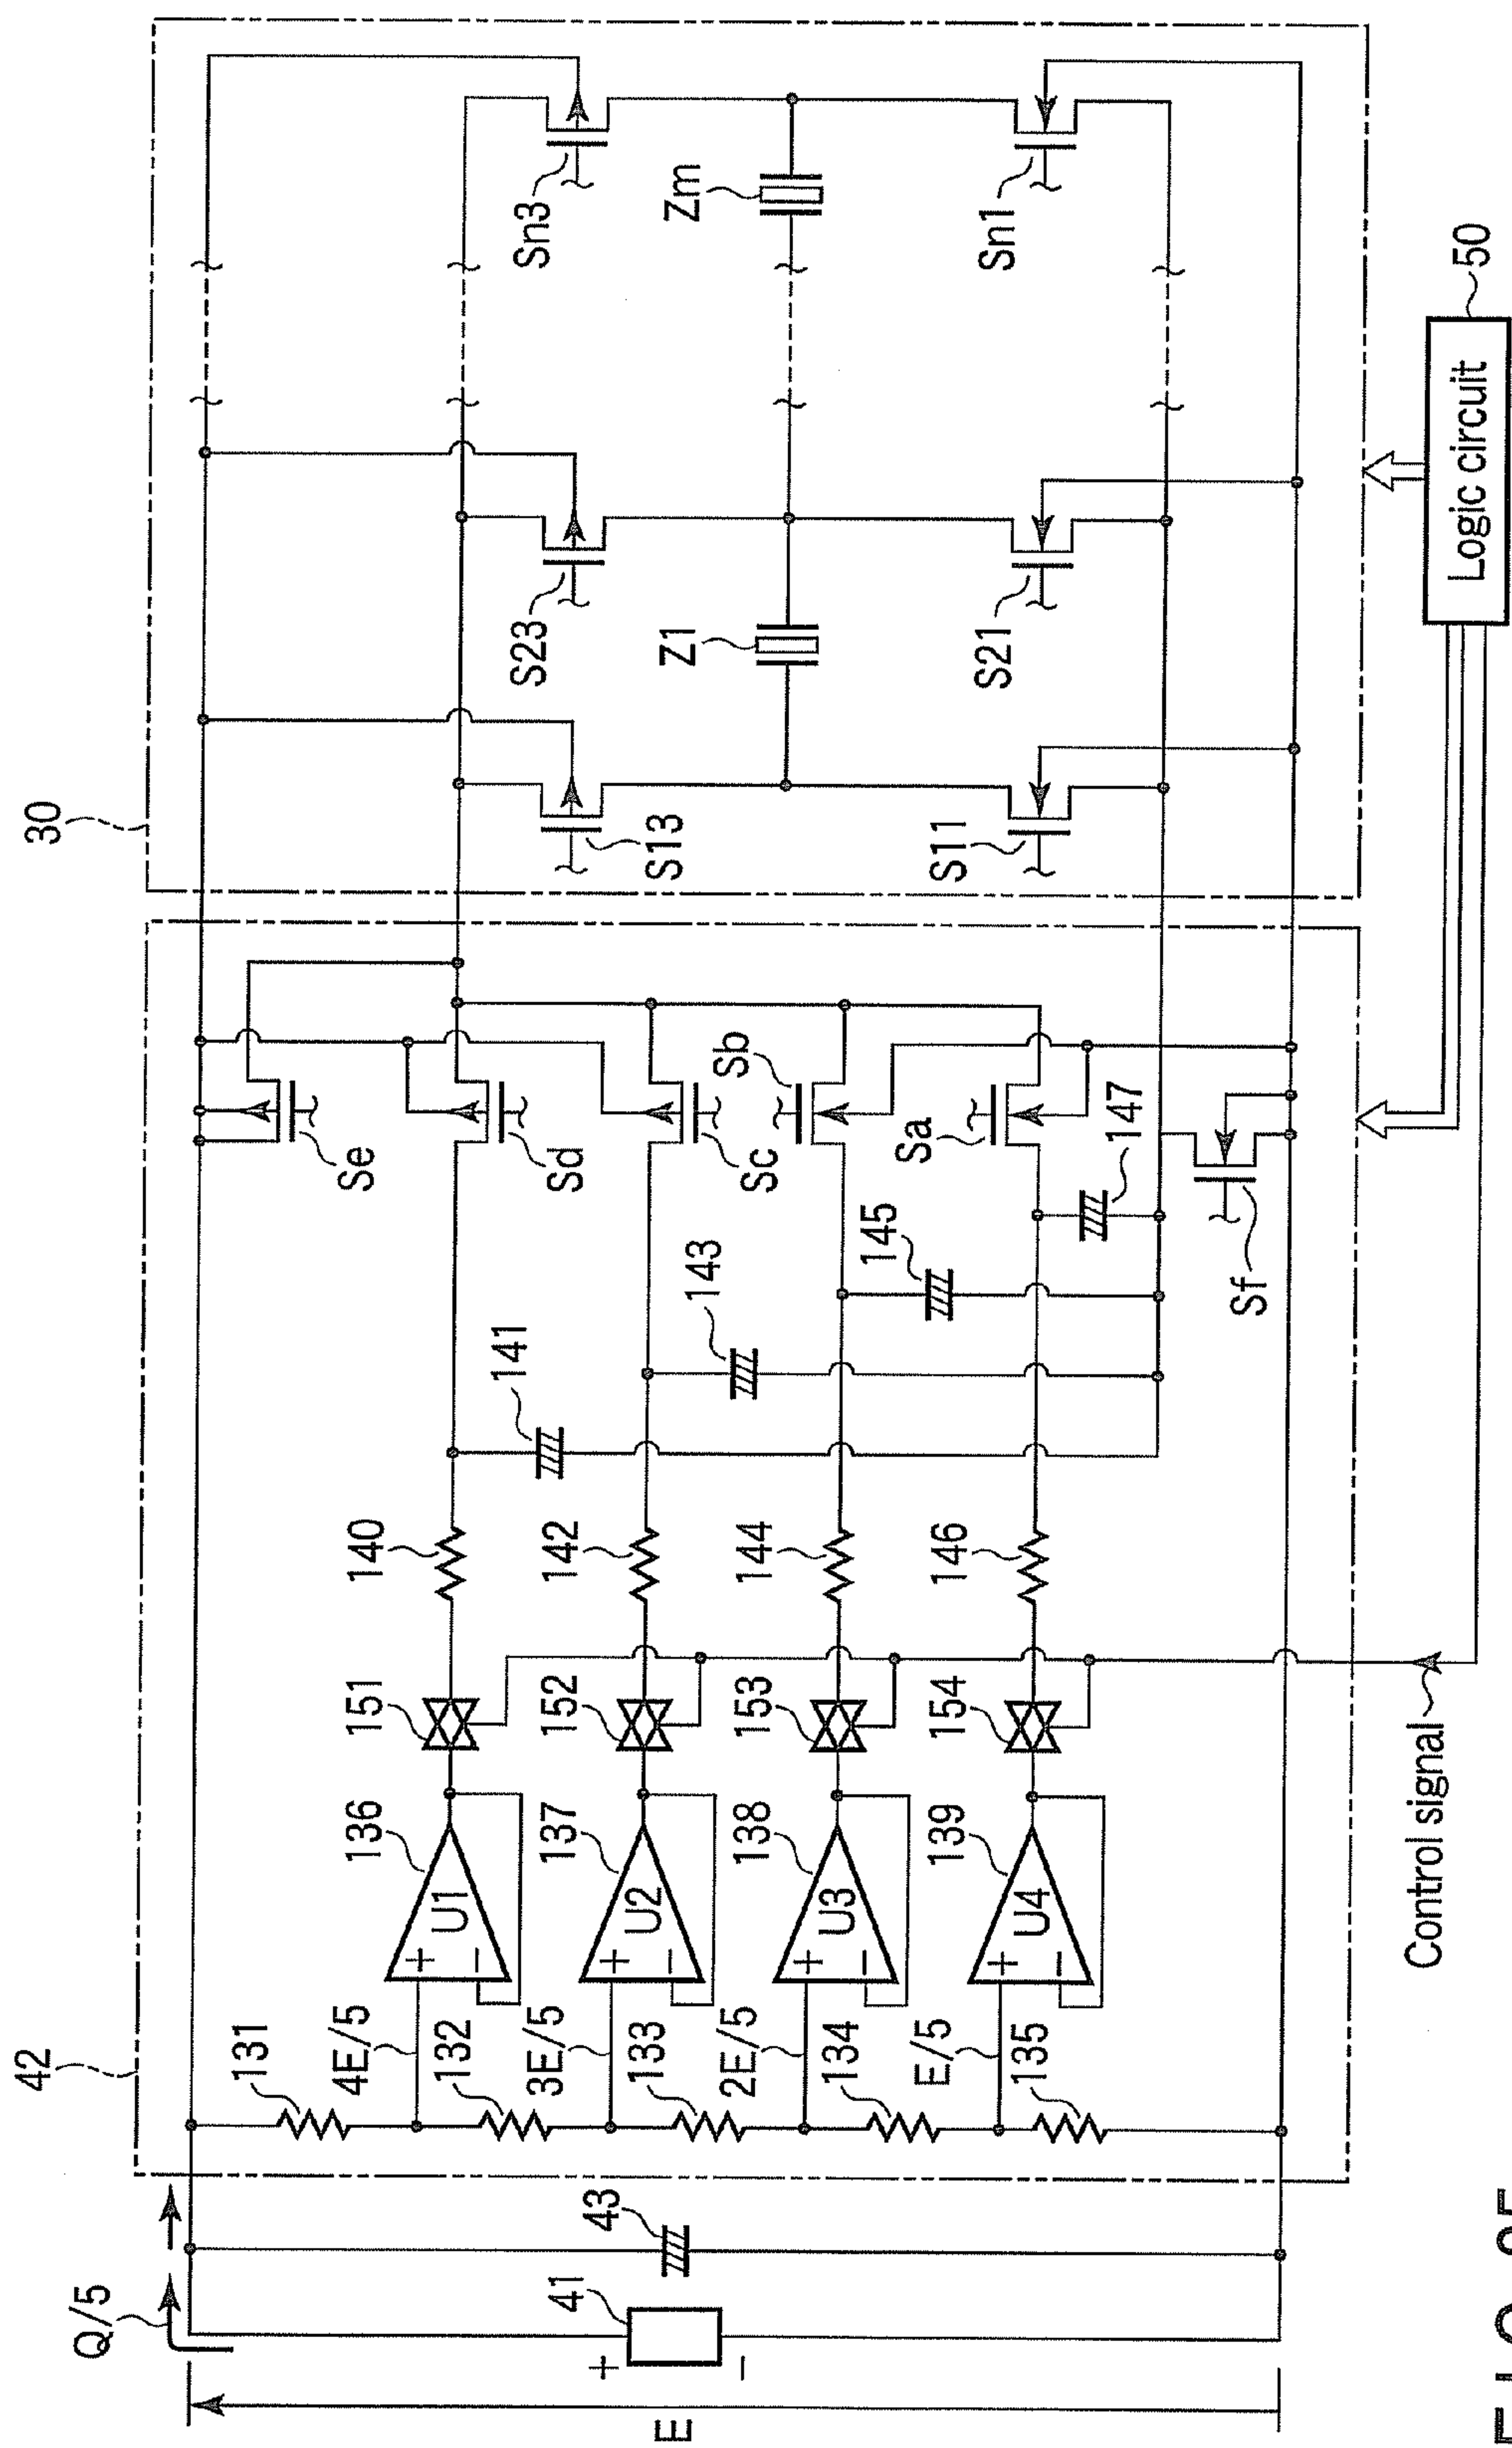 42
30
Q/5
E
+
41
−
43
131
4E/5
132
3E/5
133
2E/5
134
E/5
135
136
U1
+
−
137
U2
+
−
138
U3
+
−
139
U4
+
−
151
152
153
154
140
142
144
146
141
143
145
147
Se
Sd
Sc
Sb
Sa
Sf
S13
S11
Z1
S23
S21
Zm
Sn3
Sn1
Control signal
Logic circuit
50